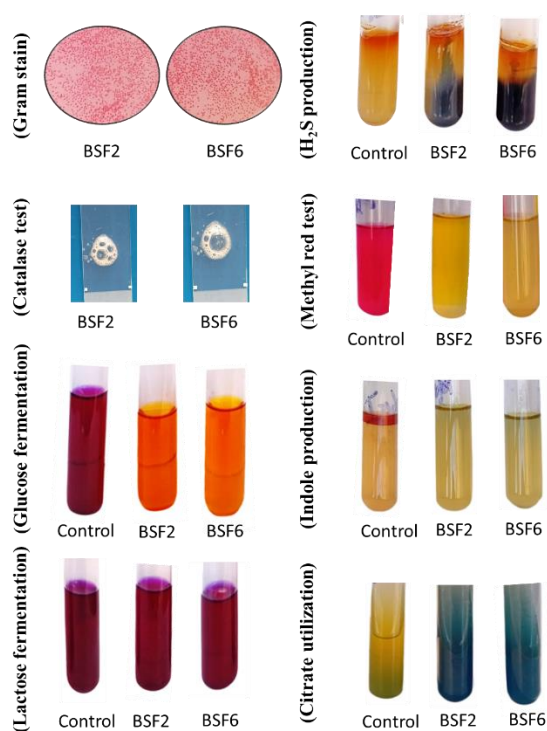 (Gram stain)
BSF2
BSF6
(Catalase test)
BSF2
BSF6
(Glucose fermentation)
Control
BSF2
BSF6
(Lactose fermentation)
Control
BSF2
BSF6
(H₂S production)
Control
BSF2
BSF6
(Methyl red test)
Control
BSF2
BSF6
(Indole production)
Control
BSF2
BSF6
(Citrate utilization)
Control
BSF2
BSF6